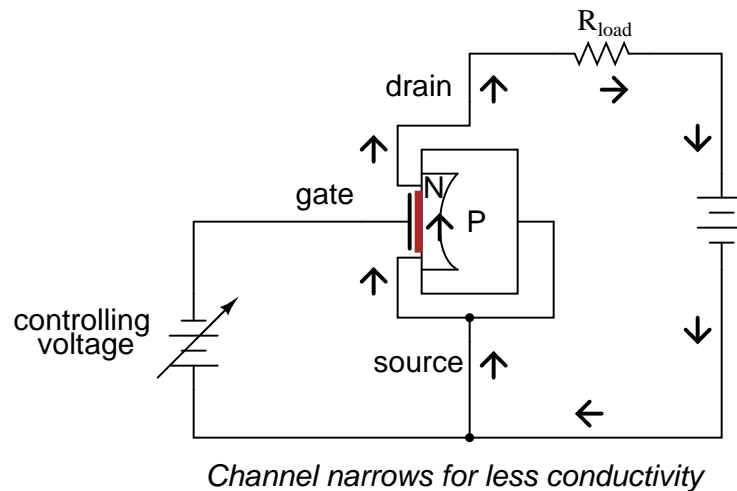 R_load
drain
N
gate
P
controlling
voltage
source
Channel narrows for less conductivity